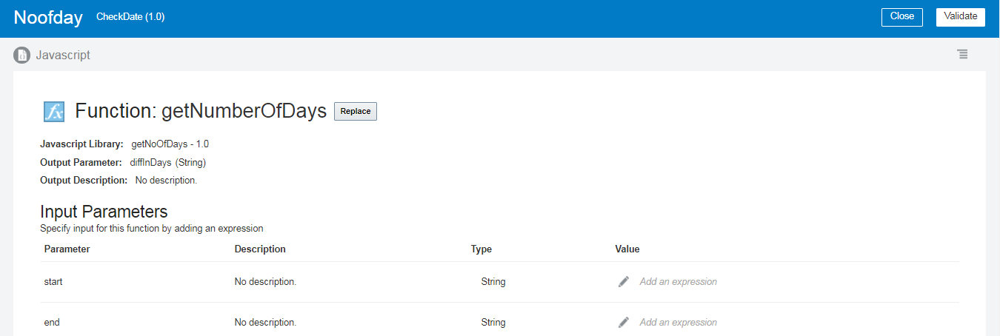 Noofday CheckDate (1.0) Close Validate
Javascript
fx Function: getNumberOfDays Replace
Javascript Library: getNoOfDays - 1.0
Output Parameter: diffInDays (String)
Output Description: No description.
Input Parameters
Specify input for this function by adding an expression
Parameter Description Type Value
start No description. String Add an expression
end No description. String Add an expression